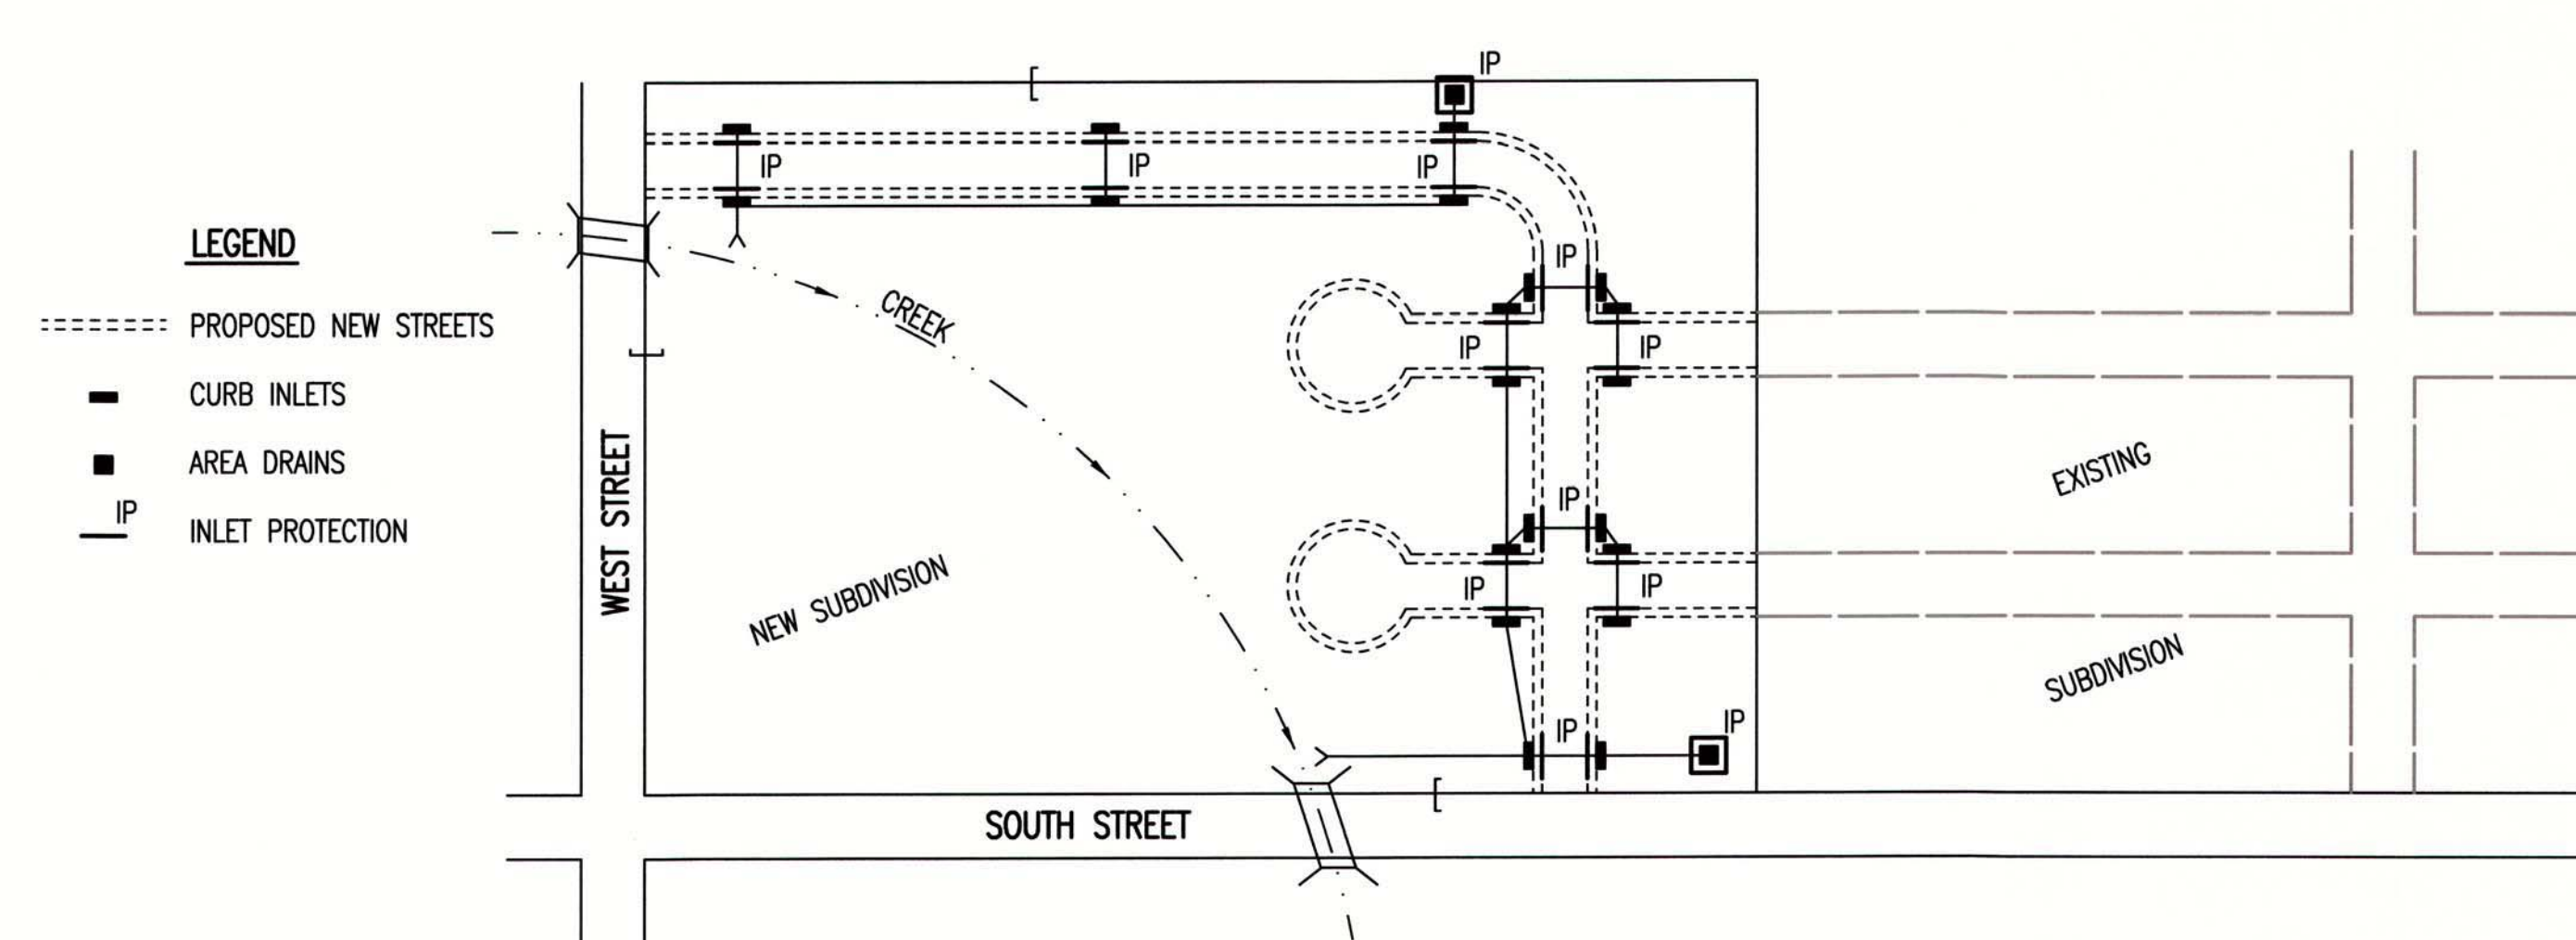 LEGEND
PROPOSED NEW STREETS
CURB INLETS
AREA DRAINS
IP
INLET PROTECTION
WEST STREET
SOUTH STREET
NEW SUBDIVISION
CREEK
IP
IP
IP
IP
IP
IP
IP
IP
IP
IP
IP
IP
EXISTING
SUBDIVISION